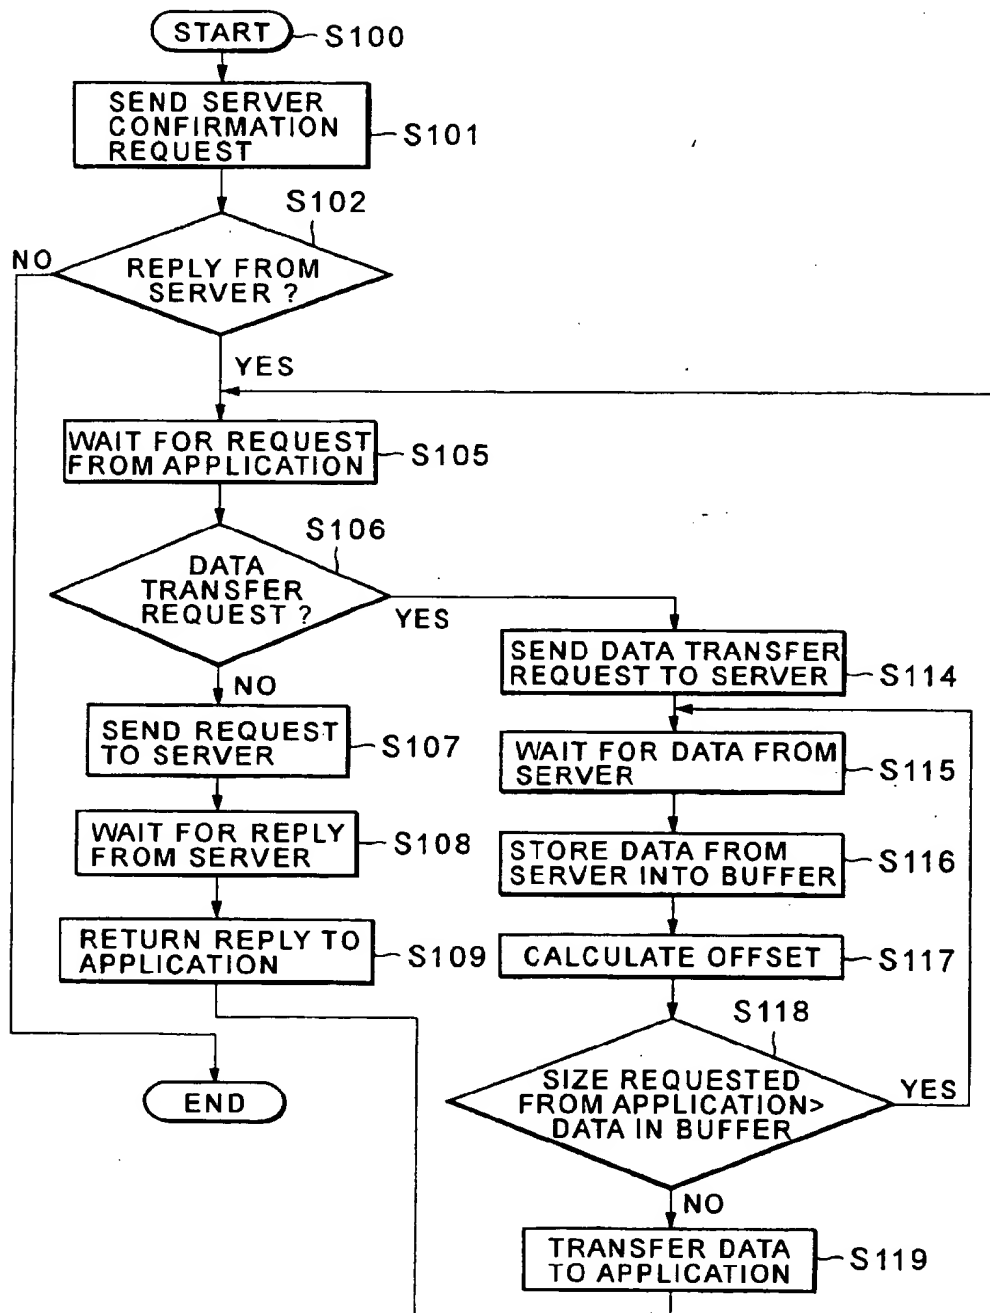 START
S100
SEND SERVER
CONFIRMATION
REQUEST
S101
S102
NO
REPLY FROM
SERVER ?
YES
WAIT FOR REQUEST
FROM APPLICATION
S105
S106
DATA
TRANSFER
REQUEST ?
YES
NO
SEND REQUEST
TO SERVER
S107
WAIT FOR REPLY
FROM SERVER
S108
RETURN REPLY TO
APPLICATION
S109
END
SEND DATA TRANSFER
REQUEST TO SERVER
S114
WAIT FOR DATA FROM
SERVER
S115
STORE DATA FROM
SERVER INTO BUFFER
S116
CALCULATE OFFSET
S117
S118
SIZE REQUESTED
FROM APPLICATION>
DATA IN BUFFER
YES
NO
TRANSFER DATA
TO APPLICATION
S119